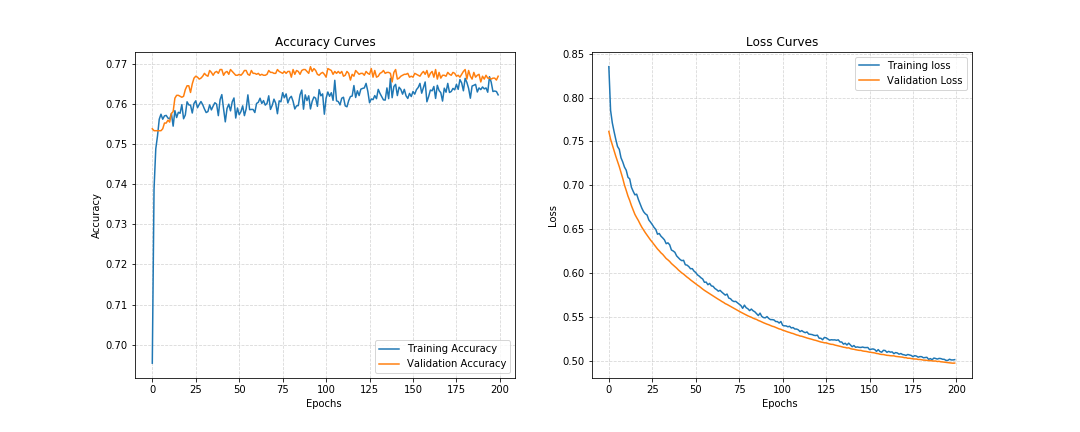 Accuracy Curves
0.77
0.76
0.75
0.74
0.73
0.72
0.71
0.70
Accuracy
0 25 50 75 100 125 150 175 200
Epochs
Training Accuracy
Validation Accuracy
Loss Curves
0.85
0.80
0.75
0.70
0.65
0.60
0.55
0.50
Loss
0 25 50 75 100 125 150 175 200
Epochs
Training loss
Validation Loss